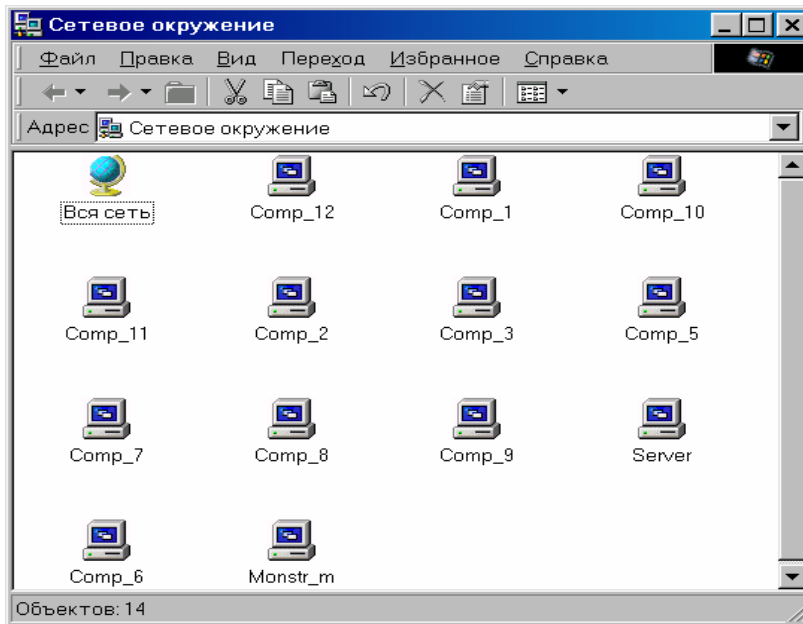 Сетевое окружение
Файл Правка Вид Переход Избранное Справка
Адрес Сетевое окружение
Вся сеть Comp_12 Comp_1 Comp_10
Comp_11 Comp_2 Comp_3 Comp_5
Comp_7 Comp_8 Comp_9 Server
Comp_6 Monstr_m
Объектов: 14